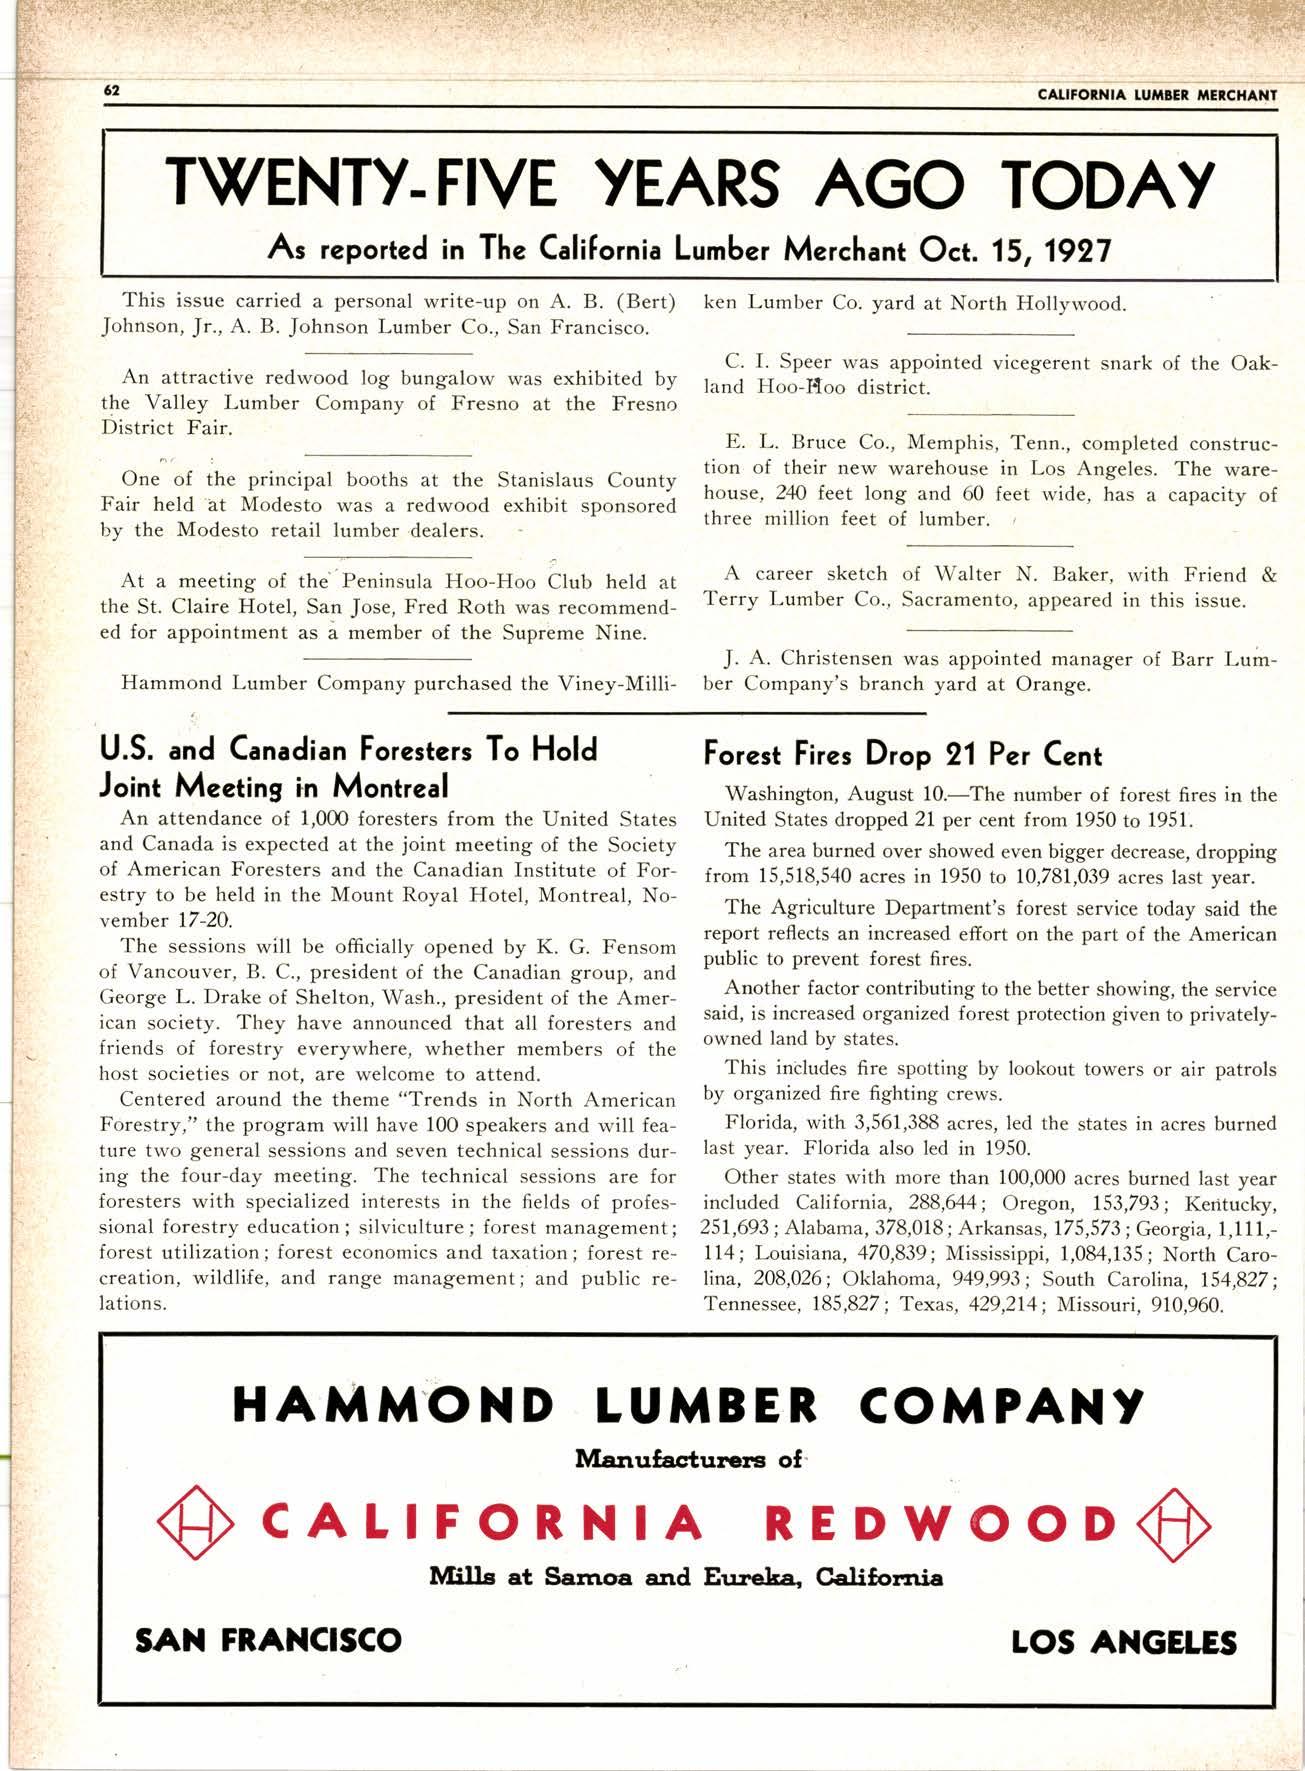 62
CALIFORNIA LUMBER MERCHANT
TWENTY-FIVE YEARS AGO TODAY
As reported in The California Lumber Merchant Oct. 15, 1927
This issue carried a personal write-up on A. B. (Bert)
Johnson, Jr., A. B. Johnson Lumber Co., San Francisco.
An attractive redwood log bungalow was exhibited by
the Valley Lumber Company of Fresno at the Fresno
District Fair.
One of the principal booths at the Stanislaus County
Fair held at Modesto was a redwood exhibit sponsored
by the Modesto retail lumber dealers.
At a meeting of the Peninsula Hoo-Hoo Club held at
the St. Claire Hotel, San Jose, Fred Roth was recommend-
ed for appointment as a member of the Supreme Nine.
Hammond Lumber Company purchased the Viney-Milli-
ken Lumber Co. yard at North Hollywood.
C. I. Speer was appointed vicegerent snark of the Oak-
land Hoo-Hoo district.
E. L. Bruce Co., Memphis, Tenn., completed construc-
tion of their new warehouse in Los Angeles. The ware-
house, 240 feet long and 60 feet wide, has a capacity of
three million feet of lumber.
A career sketch of Walter N. Baker, with Friend &
Terry Lumber Co., Sacramento, appeared in this issue.
J. A. Christensen was appointed manager of Barr Lum-
ber Company's branch yard at Orange.
U.S. and Canadian Foresters To Hold
Joint Meeting in Montreal
An attendance of 1,000 foresters from the United States
and Canada is expected at the joint meeting of the Society
of American Foresters and the Canadian Institute of For-
estry to be held in the Mount Royal Hotel, Montreal, No-
vember 17-20.
The sessions will be officially opened by K. G. Fensom
of Vancouver, B. C., president of the Canadian group, and
George L. Drake of Shelton, Wash., president of the Amer-
ican society. They have announced that all foresters and
friends of forestry everywhere, whether members of the
host societies or not, are welcome to attend.
Centered around the theme "Trends in North American
Forestry," the program will have 100 speakers and will fea-
ture two general sessions and seven technical sessions dur-
ing the four-day meeting. The technical sessions are for
foresters with specialized interests in the fields of profes-
sional forestry education; silviculture; forest management;
forest utilization; forest economics and taxation; forest re-
creation, wildlife, and range management; and public re-
lations.
Forest Fires Drop 21 Per Cent
Washington, August 10.—The number of forest fires in the
United States dropped 21 per cent from 1950 to 1951.
The area burned over showed even bigger decrease, dropping
from 15,518,540 acres in 1950 to 10,781,039 acres last year.
The Agriculture Department's forest service today said the
report reflects an increased effort on the part of the American
public to prevent forest fires.
Another factor contributing to the better showing, the service
said, is increased organized forest protection given to privately-
owned land by states.
This includes fire spotting by lookout towers or air patrols
by organized fire fighting crews.
Florida, with 3,561,388 acres, led the states in acres burned
last year. Florida also led in 1950.
Other states with more than 100,000 acres burned last year
included California, 288,644; Oregon, 153,793; Kentucky,
251,693; Alabama, 378,018; Arkansas, 175,573; Georgia, 1,111,-
114; Louisiana, 470,839; Mississippi, 1,084,135; North Caro-
lina, 208,026; Oklahoma, 949,993; South Carolina, 154,827;
Tennessee, 185,827; Texas, 429,214; Missouri, 910,960.
HAMMOND LUMBER COMPANY
Manufacturers of
H CALIFORNIA REDWOOD H
Mills at Samoa and Eureka, California
SAN FRANCISCO
LOS ANGELES